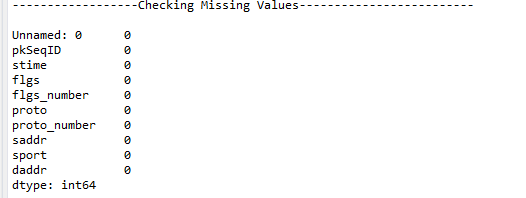 ------------------Checking Missing Values-------------------------
Unnamed: 0 0
pkSeqID 0
stime 0
flgs 0
flgs_number 0
proto 0
proto_number 0
saddr 0
sport 0
daddr 0
dtype: int64